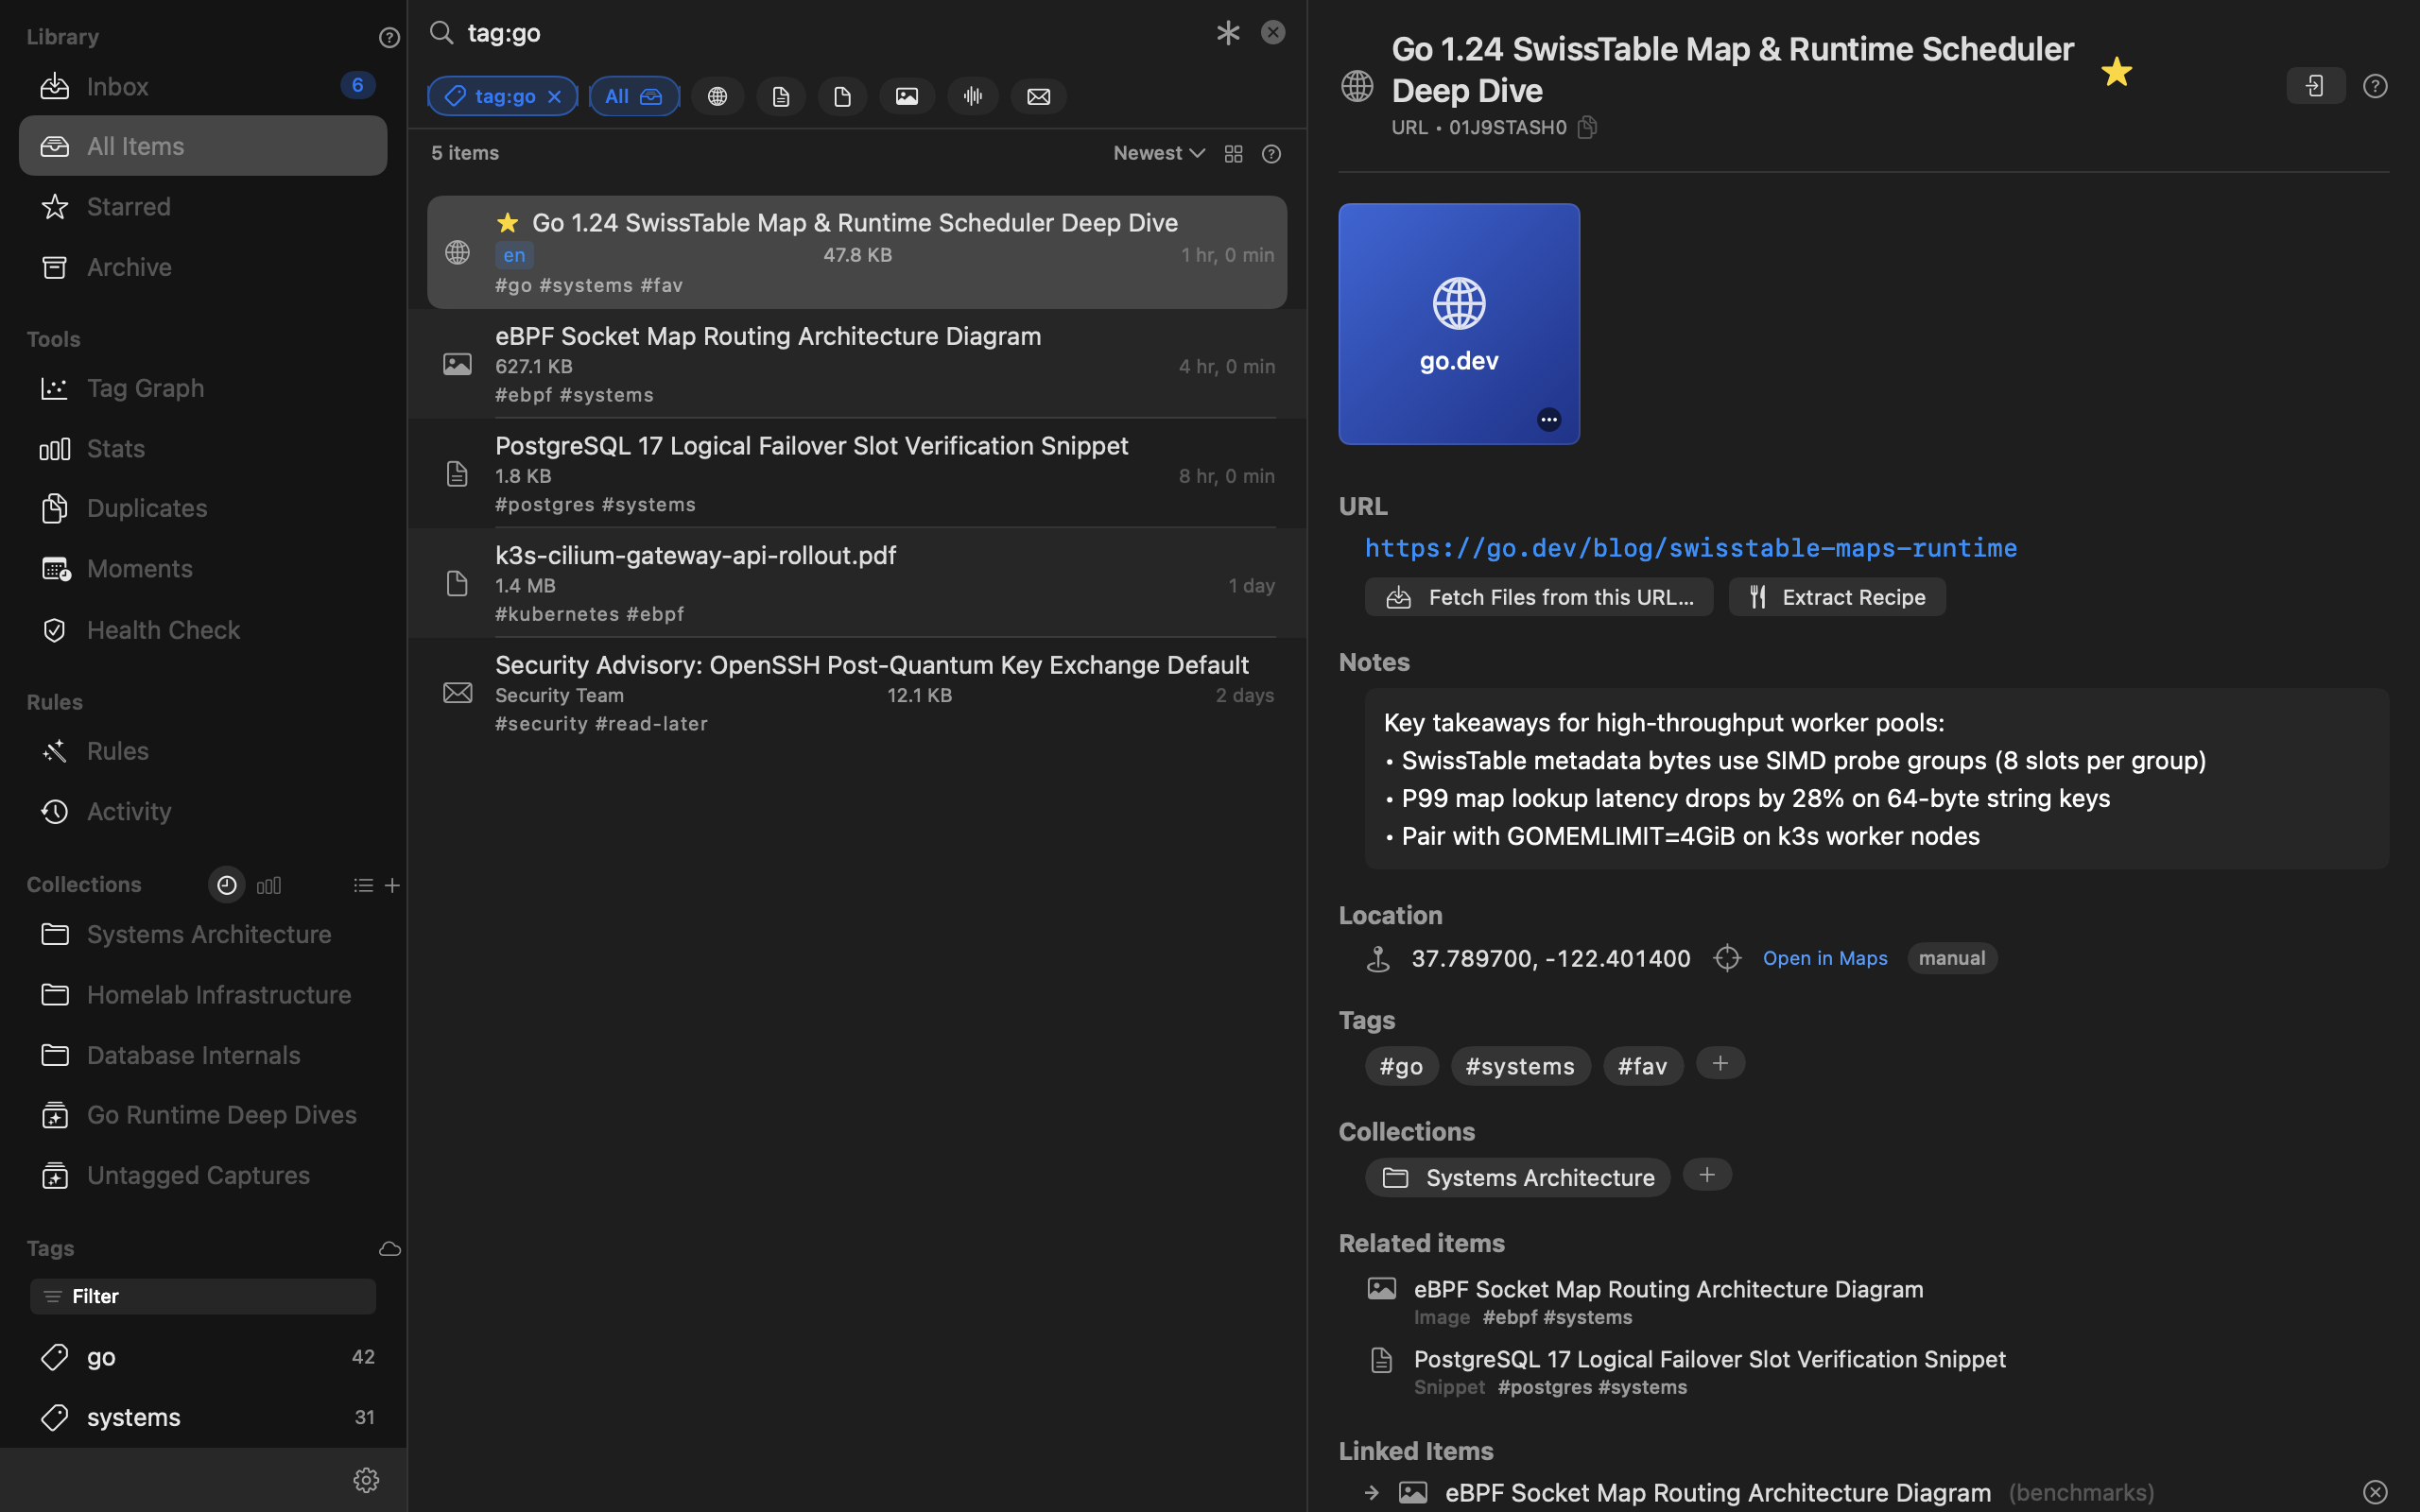 Library
Inbox
6
All Items
Starred
Archive
Tools
Tag Graph
Stats
Duplicates
Moments
Health Check
Rules
Rules
Activity
Collections
Systems Architecture
Homelab Infrastructure
Database Internals
Go Runtime Deep Dives
Untagged Captures
Tags
Filter
go 42
systems 31
tag:go
tag:go
All
5 items
Newest
Go 1.24 SwissTable Map & Runtime Scheduler Deep Dive
en 47.8 KB 1 hr, 0 min
#go #systems #fav
eBPF Socket Map Routing Architecture Diagram
627.1 KB 4 hr, 0 min
#ebpf #systems
PostgreSQL 17 Logical Failover Slot Verification Snippet
1.8 KB 8 hr, 0 min
#postgres #systems
k3s-cilium-gateway-api-rollout.pdf
1.4 MB 1 day
#kubernetes #ebpf
Security Advisory: OpenSSH Post-Quantum Key Exchange Default
Security Team 12.1 KB 2 days
#security #read-later
Go 1.24 SwissTable Map & Runtime Scheduler
Deep Dive
URL • 01J9STASH0
go.dev
URL
https://go.dev/blog/swisstable-maps-runtime
Fetch Files from this URL...
Extract Recipe
Notes
Key takeaways for high-throughput worker pools:
• SwissTable metadata bytes use SIMD probe groups (8 slots per group)
• P99 map lookup latency drops by 28% on 64-byte string keys
• Pair with GOMEMLIMIT=4GiB on k3s worker nodes
Location
37.789700, -122.401400 Open in Maps manual
Tags
#go #systems #fav
Collections
Systems Architecture
Related items
eBPF Socket Map Routing Architecture Diagram
Image #ebpf #systems
PostgreSQL 17 Logical Failover Slot Verification Snippet
Snippet #postgres #systems
Linked Items
→ eBPF Socket Map Routing Architecture Diagram (benchmarks)